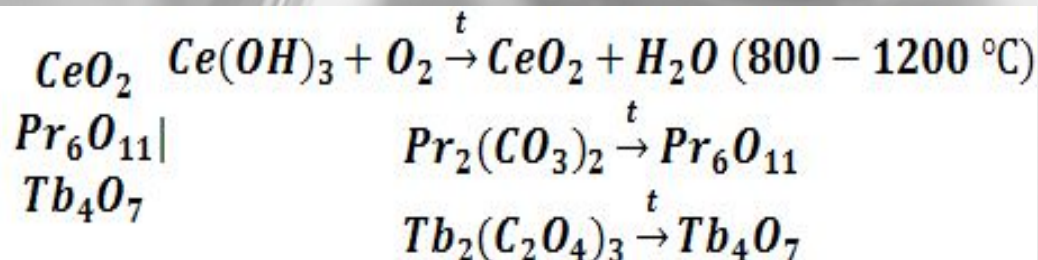 CeO₂ Ce(OH)₃ + O₂ →ᵗ CeO₂ + H₂O (800 – 1200 °C)
Pr₆O₁₁| Pr₂(CO₃)₂ →ᵗ Pr₆O₁₁
Tb₄O₇ Tb₂(C₂O₄)₃ →ᵗ Tb₄O₇